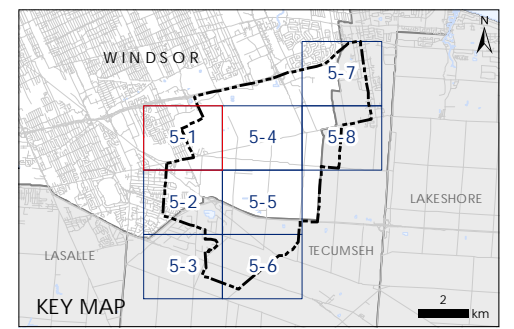 N
WINDSOR
5-7
5-1
5-4
5-8
5-2
5-5
LAKESHORE
LASALLE
TECUMSEH
5-3
5-6
KEY MAP
2
km